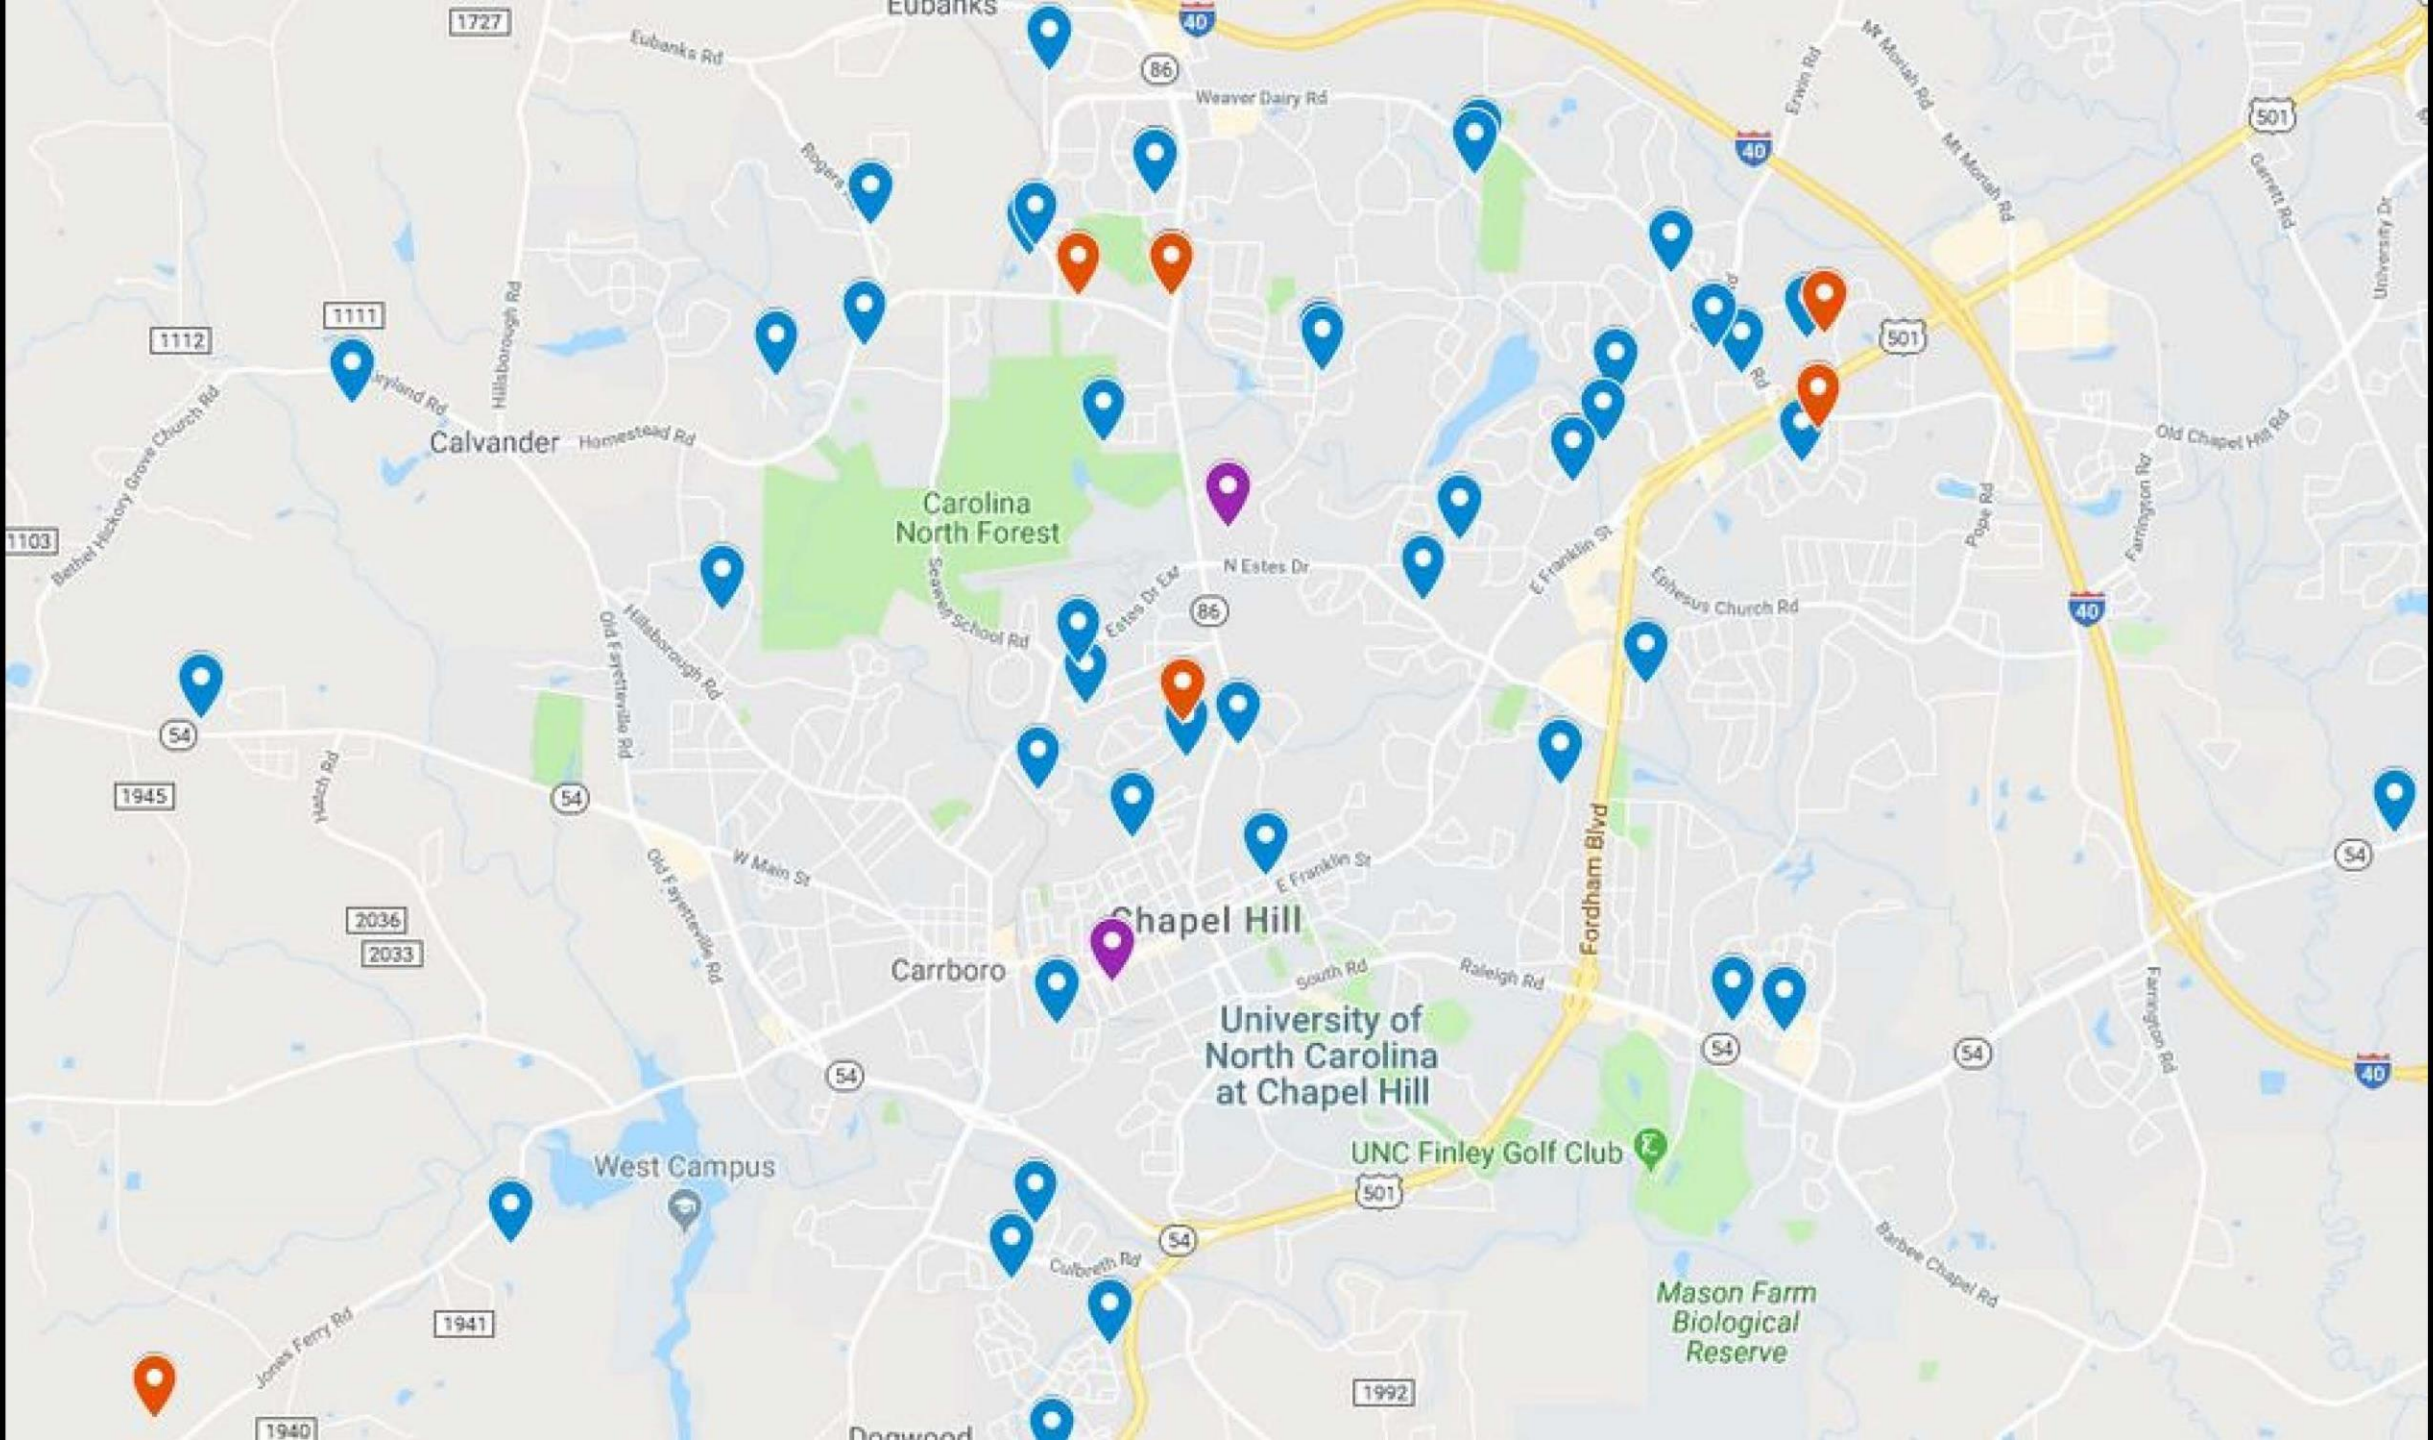 Eubanks
1727
40
Eubanks Rd
86
Weaver Dairy Rd
Erwin Rd
Mt Moriah Rd
501
40
Mt Moriah Rd
Garrett Rd
University Dr
Rogers
Hillsborough Rd
1111
1112
501
Rd
Calvander
Homestead Rd
Old Chapel Hill Rd
Bethel Hickory Grove Church Rd
Farrington Rd
Pope Rd
Carolina
North Forest
1103
N Estes Dr
E Franklin St
Estes Dr Ext
Ephesus Church Rd
86
40
Seawell School Rd
Hillsborough Rd
Old Fayetteville Rd
54
1945
Hatch Rd
54
Fordham Blvd
54
W Main St
Old Fayetteville Rd
E Franklin St
2036
2033
Chapel Hill
Carrboro
South Rd
Raleigh Rd
University of
North Carolina
at Chapel Hill
54
54
54
Farrington Rd
40
West Campus
UNC Finley Golf Club
501
54
Culbreth Rd
Barbee Chapel Rd
Mason Farm
Biological
Reserve
1941
Jones Ferry Rd
1992
1940
Dogwood